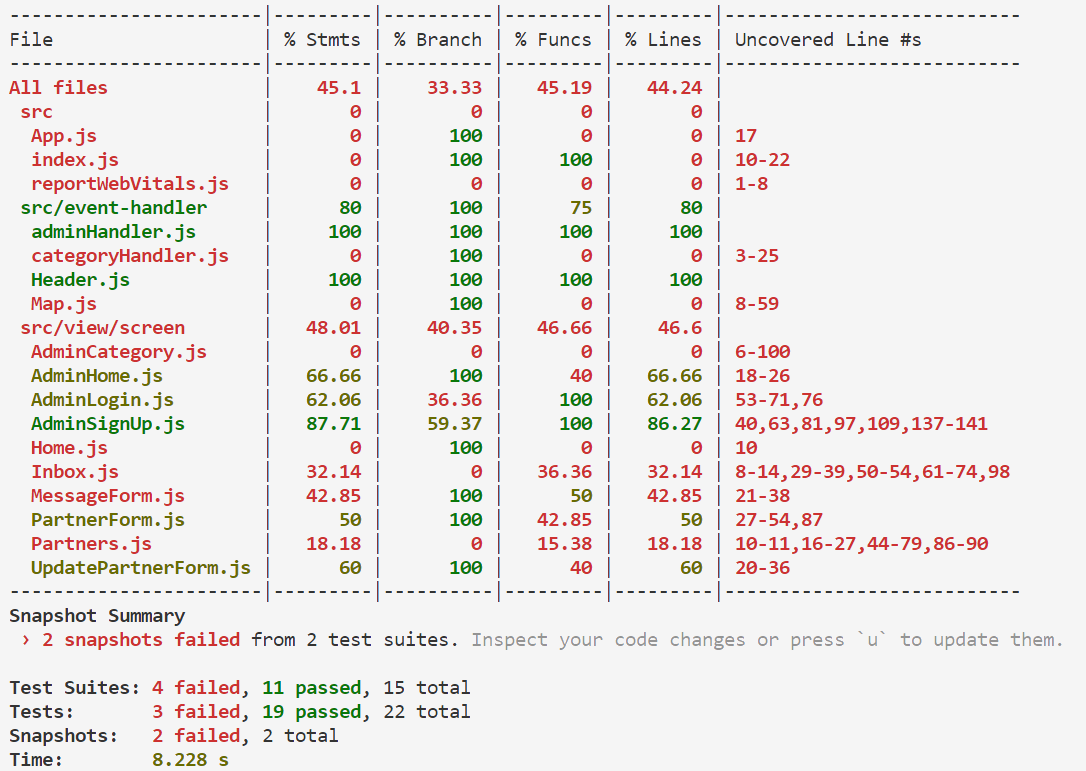 -----------------------|---------|----------|---------|---------|---------------------------
File                   | % Stmts | % Branch | % Funcs | % Lines | Uncovered Line #s
-----------------------|---------|----------|---------|---------|---------------------------
All files              |    45.1 |    33.33 |   45.19 |   44.24 |
 src                   |       0 |        0 |       0 |       0 |
  App.js               |       0 |      100 |       0 |       0 | 17
  index.js             |       0 |      100 |     100 |       0 | 10-22
  reportWebVitals.js   |       0 |        0 |       0 |       0 | 1-8
 src/event-handler     |      80 |      100 |      75 |      80 |
  adminHandler.js      |     100 |      100 |     100 |     100 |
  categoryHandler.js   |       0 |      100 |       0 |       0 | 3-25
  Header.js            |     100 |      100 |     100 |     100 |
  Map.js               |       0 |      100 |       0 |       0 | 8-59
 src/view/screen       |   48.01 |    40.35 |   46.66 |    46.6 |
  AdminCategory.js     |       0 |        0 |       0 |       0 | 6-100
  AdminHome.js         |   66.66 |      100 |      40 |   66.66 | 18-26
  AdminLogin.js        |   62.06 |    36.36 |     100 |   62.06 | 53-71,76
  AdminSignUp.js       |   87.71 |    59.37 |     100 |   86.27 | 40,63,81,97,109,137-141
  Home.js              |       0 |      100 |       0 |       0 | 10
  Inbox.js             |   32.14 |        0 |   36.36 |   32.14 | 8-14,29-39,50-54,61-74,98
  MessageForm.js       |   42.85 |      100 |      50 |   42.85 | 21-38
  PartnerForm.js       |      50 |      100 |   42.85 |      50 | 27-54,87
  Partners.js          |   18.18 |        0 |   15.38 |   18.18 | 10-11,16-27,44-79,86-90
  UpdatePartnerForm.js |      60 |      100 |      40 |      60 | 20-36
-----------------------|---------|----------|---------|---------|---------------------------
Snapshot Summary
 › 2 snapshots failed from 2 test suites. Inspect your code changes or press `u` to update them.

Test Suites: 4 failed, 11 passed, 15 total
Tests:       3 failed, 19 passed, 22 total
Snapshots:   2 failed, 2 total
Time:        8.228 s